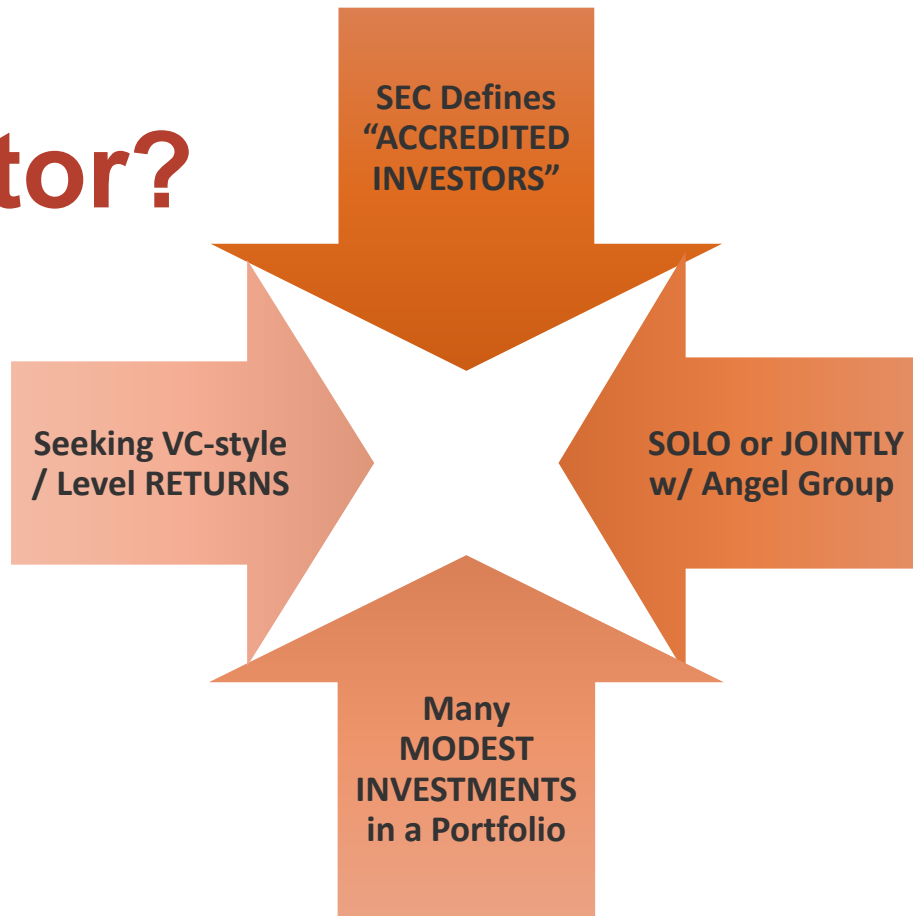 tor?
SEC Defines
“ACCREDITED
INVESTORS”
Seeking VC-style
/ Level RETURNS
SOLO or JOINTLY
w/ Angel Group
Many
MODEST
INVESTMENTS
in a Portfolio